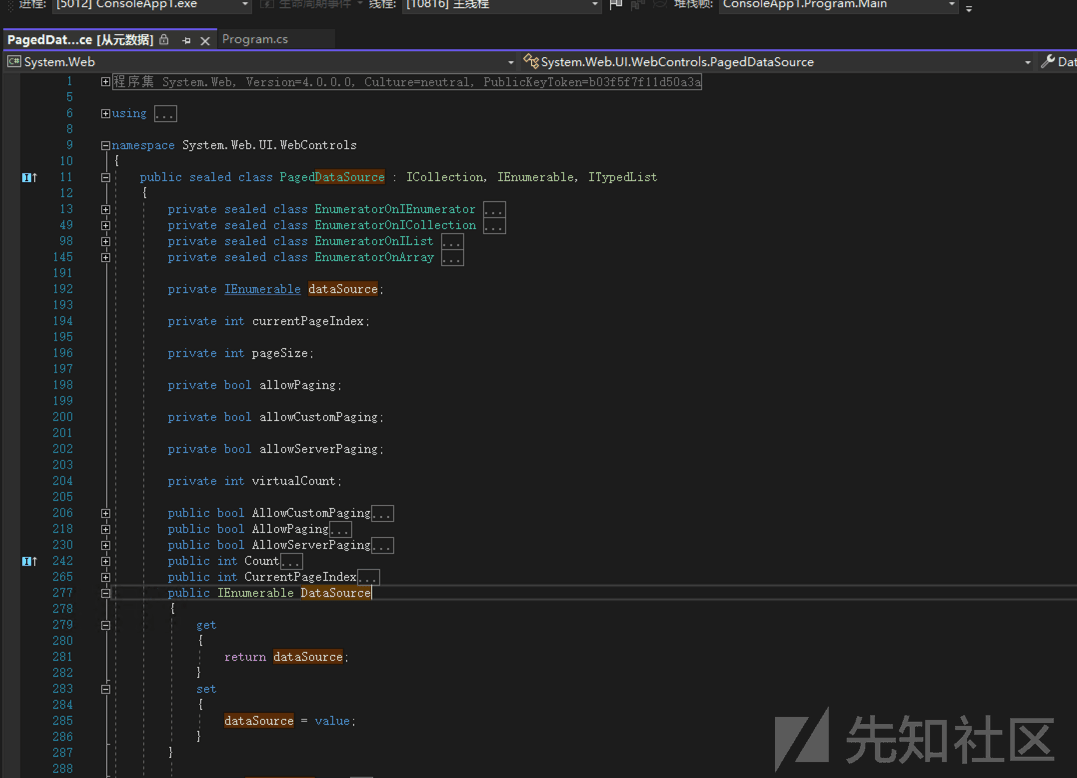 进程: [5012] ConsoleApp1.exe 生命周期事件 线程: [10816] 主线程 堆栈帧: ConsoleApp1.Program.Main
PagedDat...ce [从元数据] Program.cs
C# System.Web System.Web.UI.WebControls.PagedDataSource Dat
1 程序集 System.Web, Version=4.0.0.0, Culture=neutral, PublicKeyToken=b03f5f7f11d50a3a
5
6 using ...
8
9 namespace System.Web.UI.WebControls
10 {
11 public sealed class PagedDataSource : ICollection, IEnumerable, ITypedList
12 {
13 private sealed class EnumeratorOnIEnumerator ...
49 private sealed class EnumeratorOnICollection ...
98 private sealed class EnumeratorOnIList ...
145 private sealed class EnumeratorOnArray ...
191
192 private IEnumerable dataSource;
193
194 private int currentPageIndex;
195
196 private int pageSize;
197
198 private bool allowPaging;
199
200 private bool allowCustomPaging;
201
202 private bool allowServerPaging;
203
204 private int virtualCount;
205
206 public bool AllowCustomPaging...
218 public bool AllowPaging...
230 public bool AllowServerPaging...
242 public int Count...
265 public int CurrentPageIndex...
277 public IEnumerable DataSource
278 {
279 get
280 {
281 return dataSource;
282 }
283 set
284 {
285 dataSource = value;
286 }
287 }
288
先知社区